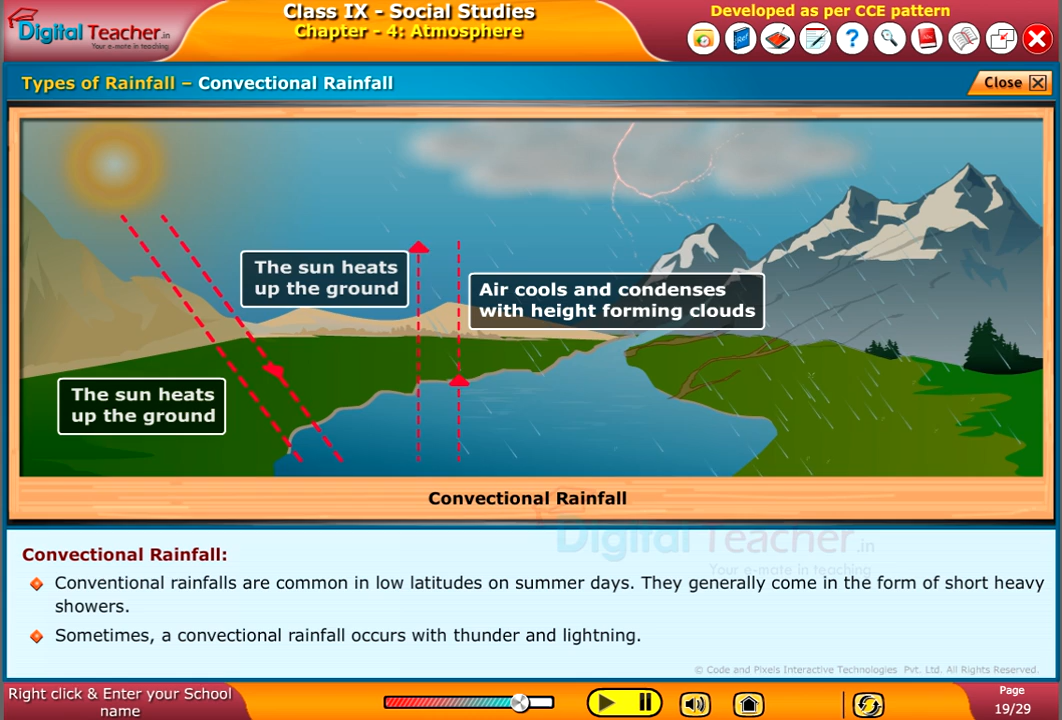 Digital Teacher.in
Your e-mate in teaching
Class IX - Social Studies
Chapter - 4: Atmosphere
Developed as per CCE pattern
Ref
Types of Rainfall – Convectional Rainfall
Close
The sun heats
up the ground
Air cools and condenses
with height forming clouds
The sun heats
up the ground
Convectional Rainfall
Digital Teacher.in
Your e-mate in teaching
Convectional Rainfall:
Conventional rainfalls are common in low latitudes on summer days. They generally come in the form of short heavy
showers.
Sometimes, a convectional rainfall occurs with thunder and lightning.
© Code and Pixels Interactive Technologies Pvt. Ltd. All Rights Reserved.
Right click & Enter your School
name
Page
19/29